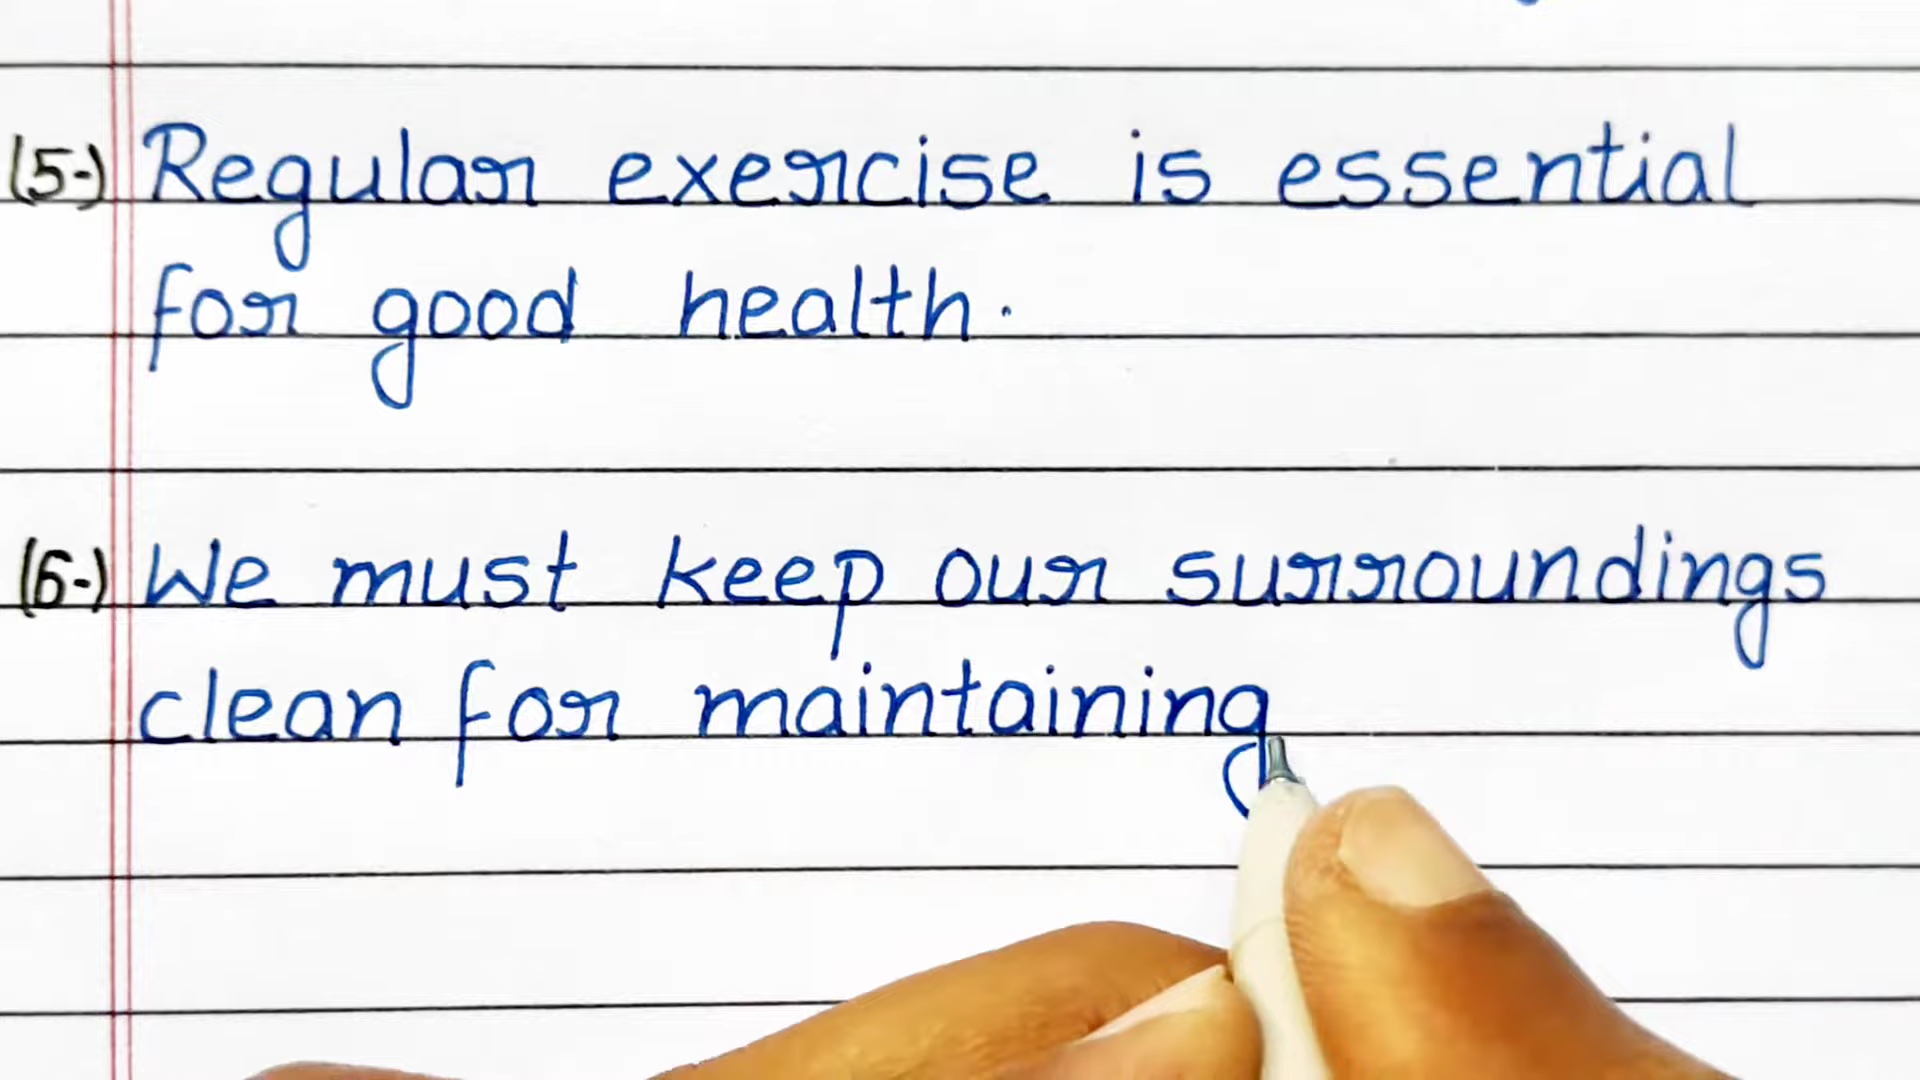 (5-) Regular exercise is essential
for good health.
(6-) We must keep our surroundings
clean for maintaining